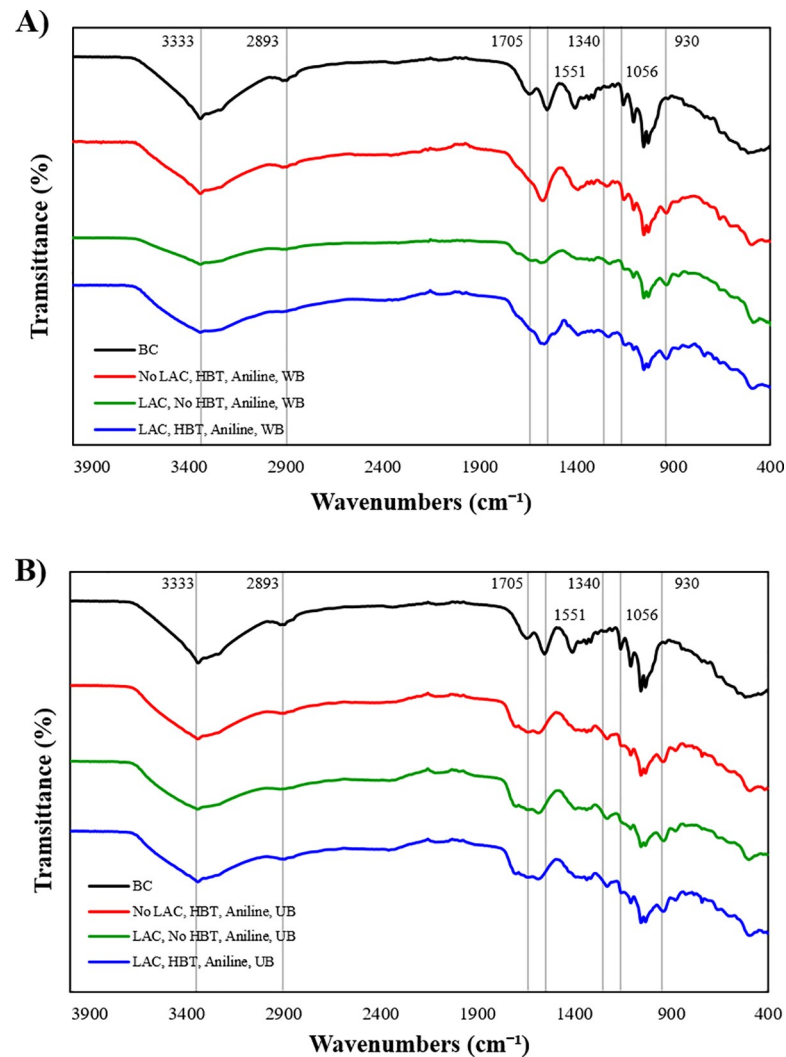 A)
3333 2893 1705 1340 930
1551 1056
Tramsittance (%)
BC
No LAC, HBT, Aniline, WB
LAC, No HBT, Aniline, WB
LAC, HBT, Aniline, WB
3900 3400 2900 2400 1900 1400 900 400
Wavenumbers (cm⁻¹)
B)
3333 2893 1705 1340 930
1551 1056
Tramsittance (%)
BC
No LAC, HBT, Aniline, UB
LAC, No HBT, Aniline, UB
LAC, HBT, Aniline, UB
3900 3400 2900 2400 1900 1400 900 400
Wavenumbers (cm⁻¹)